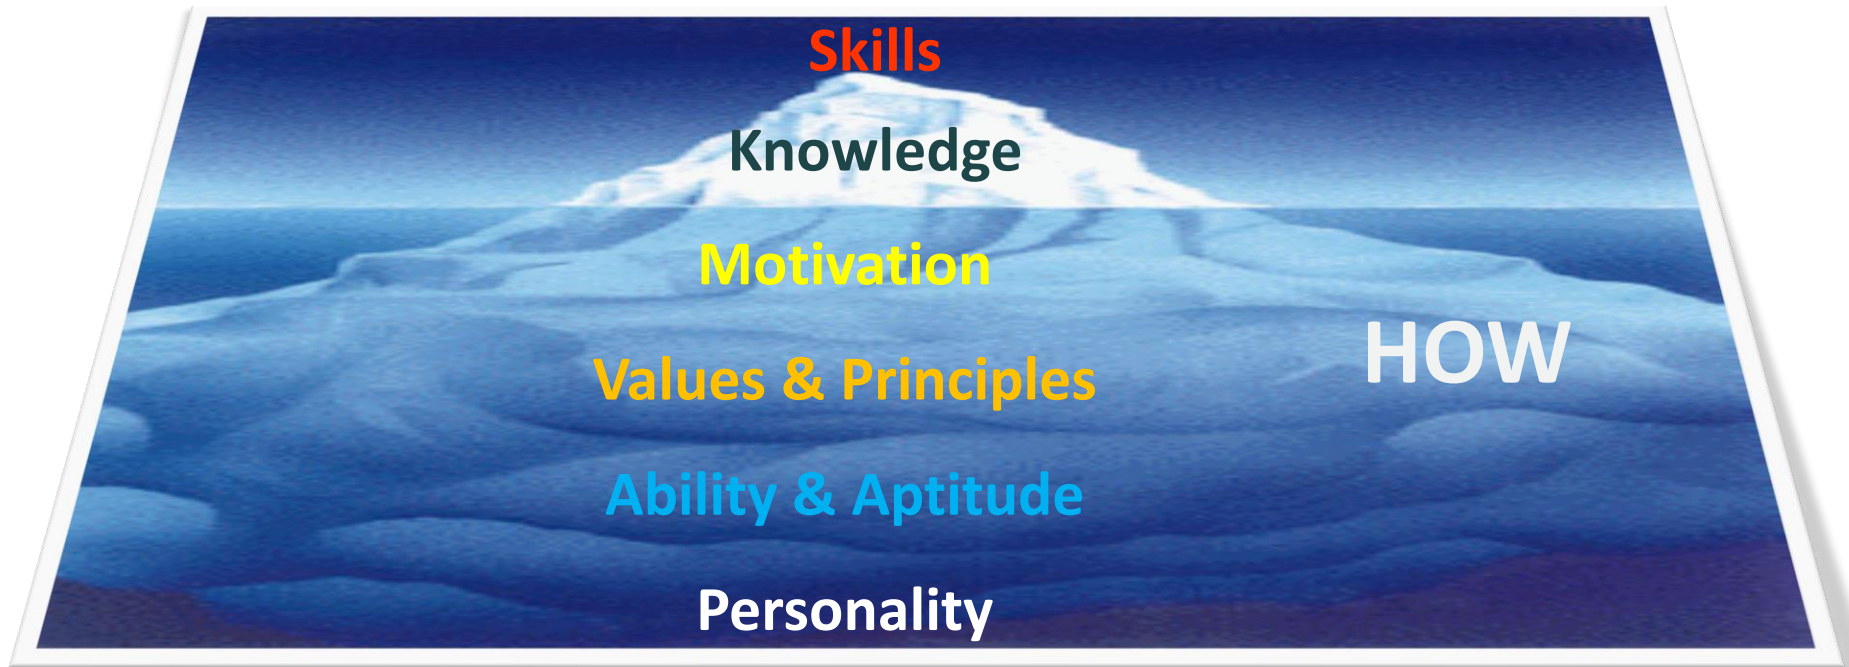 Skills
Knowledge
Motivation
HOW
Values & Principles
Ability & Aptitude
Personality